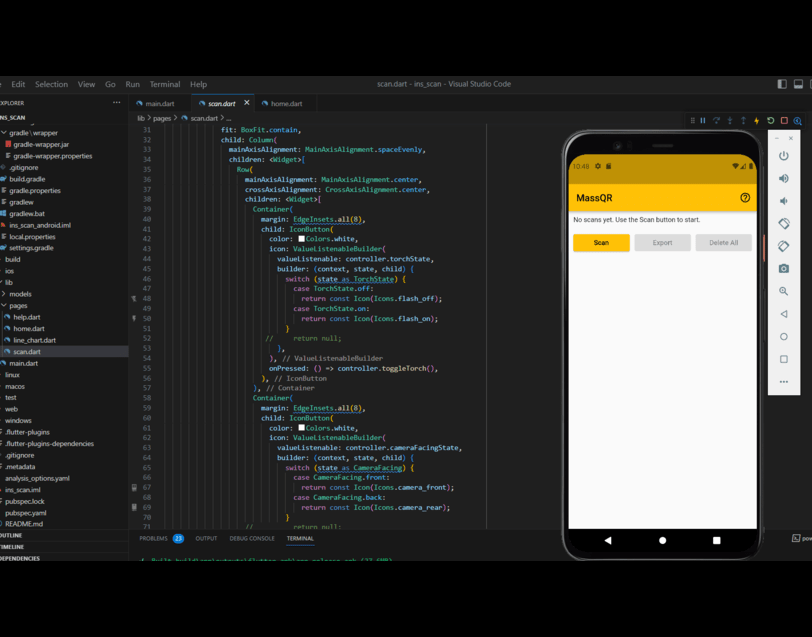 Edit Selection View Go Run Terminal Help
scan.dart - ins_scan - Visual Studio Code
EXPLORER
main.dart
scan.dart
home.dart
INS_SCAN
lib > pages > scan.dart > ...
gradle \ wrapper
gradle-wrapper.jar
gradle-wrapper.properties
.gitignore
build.gradle
gradle.properties
gradlew
gradlew.bat
ins_scan_android.iml
local.properties
settings.gradle
build
ios
lib
models
pages
help.dart
home.dart
line_chart.dart
scan.dart
main.dart
linux
macos
test
web
windows
.flutter-plugins
.flutter-plugins-dependencies
.gitignore
.metadata
analysis_options.yaml
ins_scan.iml
pubspec.lock
pubspec.yaml
README.md
OUTLINE
TIMELINE
DEPENDENCIES
31 fit: BoxFit.contain,
32 child: Column(
33 mainAxisAlignment: MainAxisAlignment.spaceEvenly,
34 children: <Widget>[
35 Row(
36 mainAxisAlignment: MainAxisAlignment.center,
37 crossAxisAlignment: CrossAxisAlignment.center,
38 children: <Widget>[
39 Container(
40 margin: EdgeInsets.all(8),
41 child: IconButton(
42 color: Colors.white,
43 icon: ValueListenableBuilder(
44 valueListenable: controller.torchState,
45 builder: (context, state, child) {
46 switch (state as TorchState) {
47 case TorchState.off:
48 return const Icon(Icons.flash_off);
49 case TorchState.on:
50 return const Icon(Icons.flash_on);
51 }
52 // return null;
53 },
54 ), // ValueListenableBuilder
55 onPressed: () => controller.toggleTorch(),
56 ), // IconButton
57 ), // Container
58 Container(
59 margin: EdgeInsets.all(8),
60 child: IconButton(
61 color: Colors.white,
62 icon: ValueListenableBuilder(
63 valueListenable: controller.cameraFacingState,
64 builder: (context, state, child) {
65 switch (state as CameraFacing) {
66 case CameraFacing.front:
67 return const Icon(Icons.camera_front);
68 case CameraFacing.back:
69 return const Icon(Icons.camera_rear);
70 }
71 // return null;
PROBLEMS 23 OUTPUT DEBUG CONSOLE TERMINAL
10:46
MassQR
No scans yet. Use the Scan button to start.
Scan Export Delete All